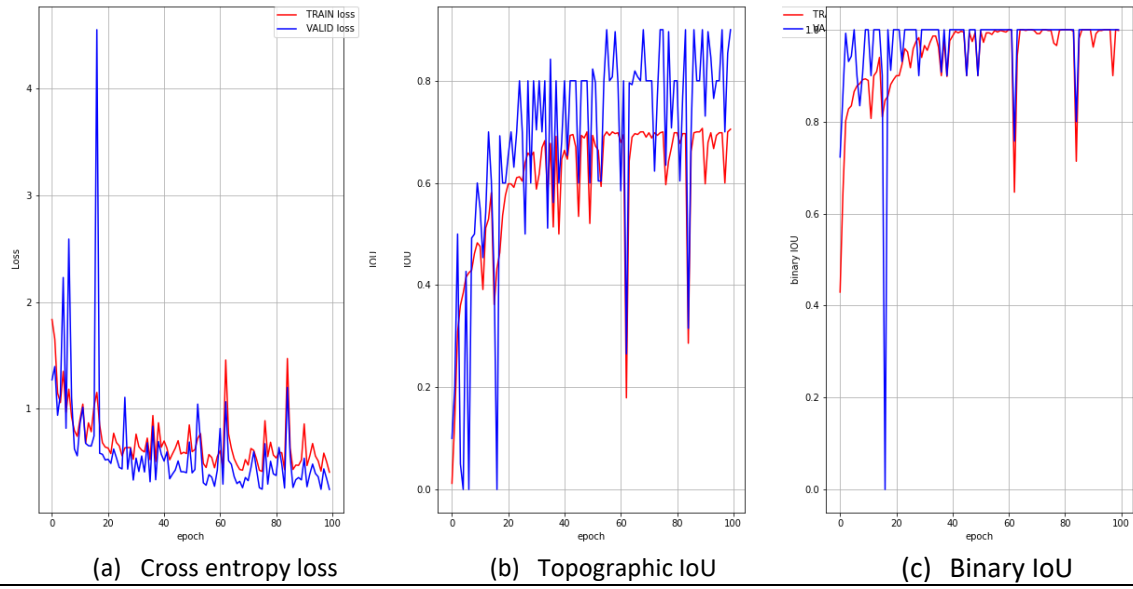 TRAIN loss
VALID loss
4
3
2
1
Loss
0
20
40
60
80
100
epoch
(a) Cross entropy loss
IOU
IOU
0.8
0.6
0.4
0.2
0.0
0
20
40
60
80
100
epoch
(b) Topographic IoU
TRA
VA
1.0
0.8
0.6
0.4
0.2
0.0
binary IOU
0
20
40
60
80
100
epoch
(c) Binary IoU